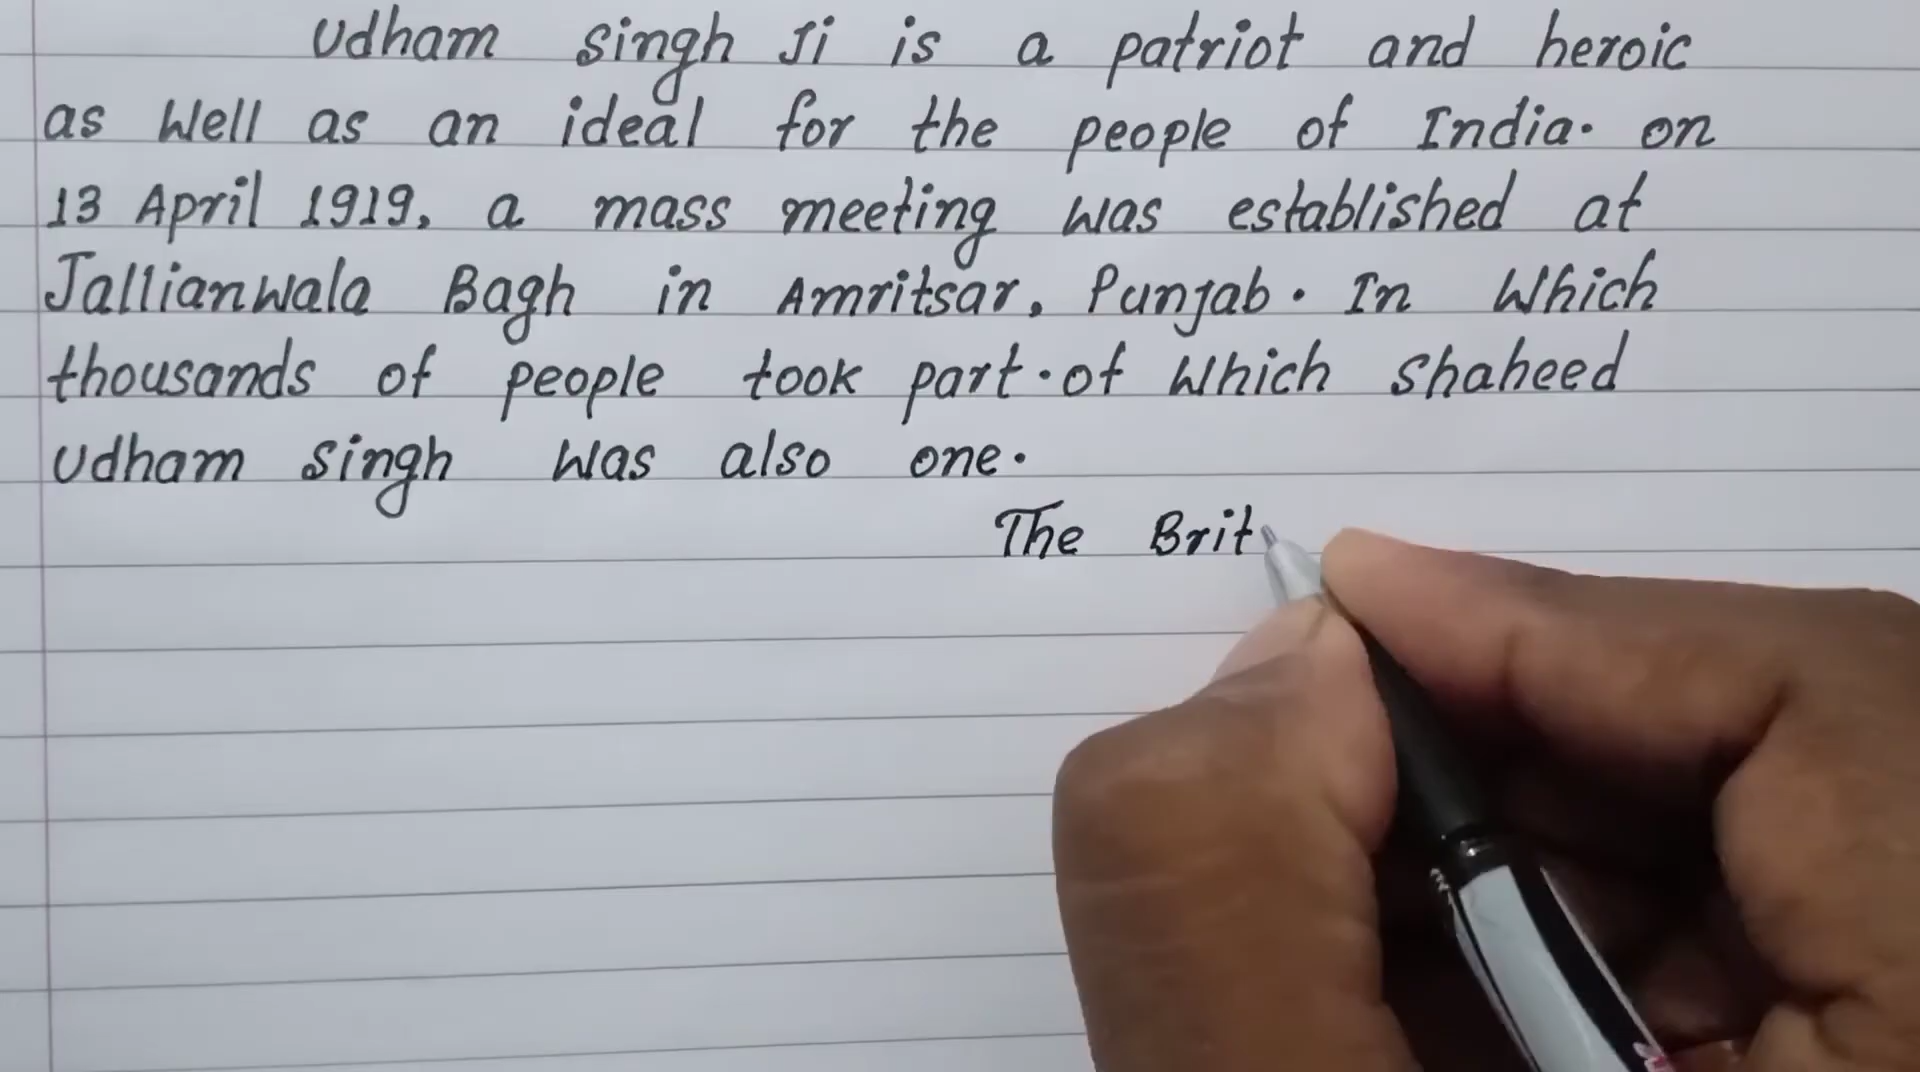 Udham singh Ji is a patriot and heroic
as well as an ideal for the people of India. on
13 April 1919, a mass meeting was established at
Jallianwala Bagh in Amritsar, Punjab. In Which
thousands of people took part. of which shaheed
Udham singh was also one.
The Brit